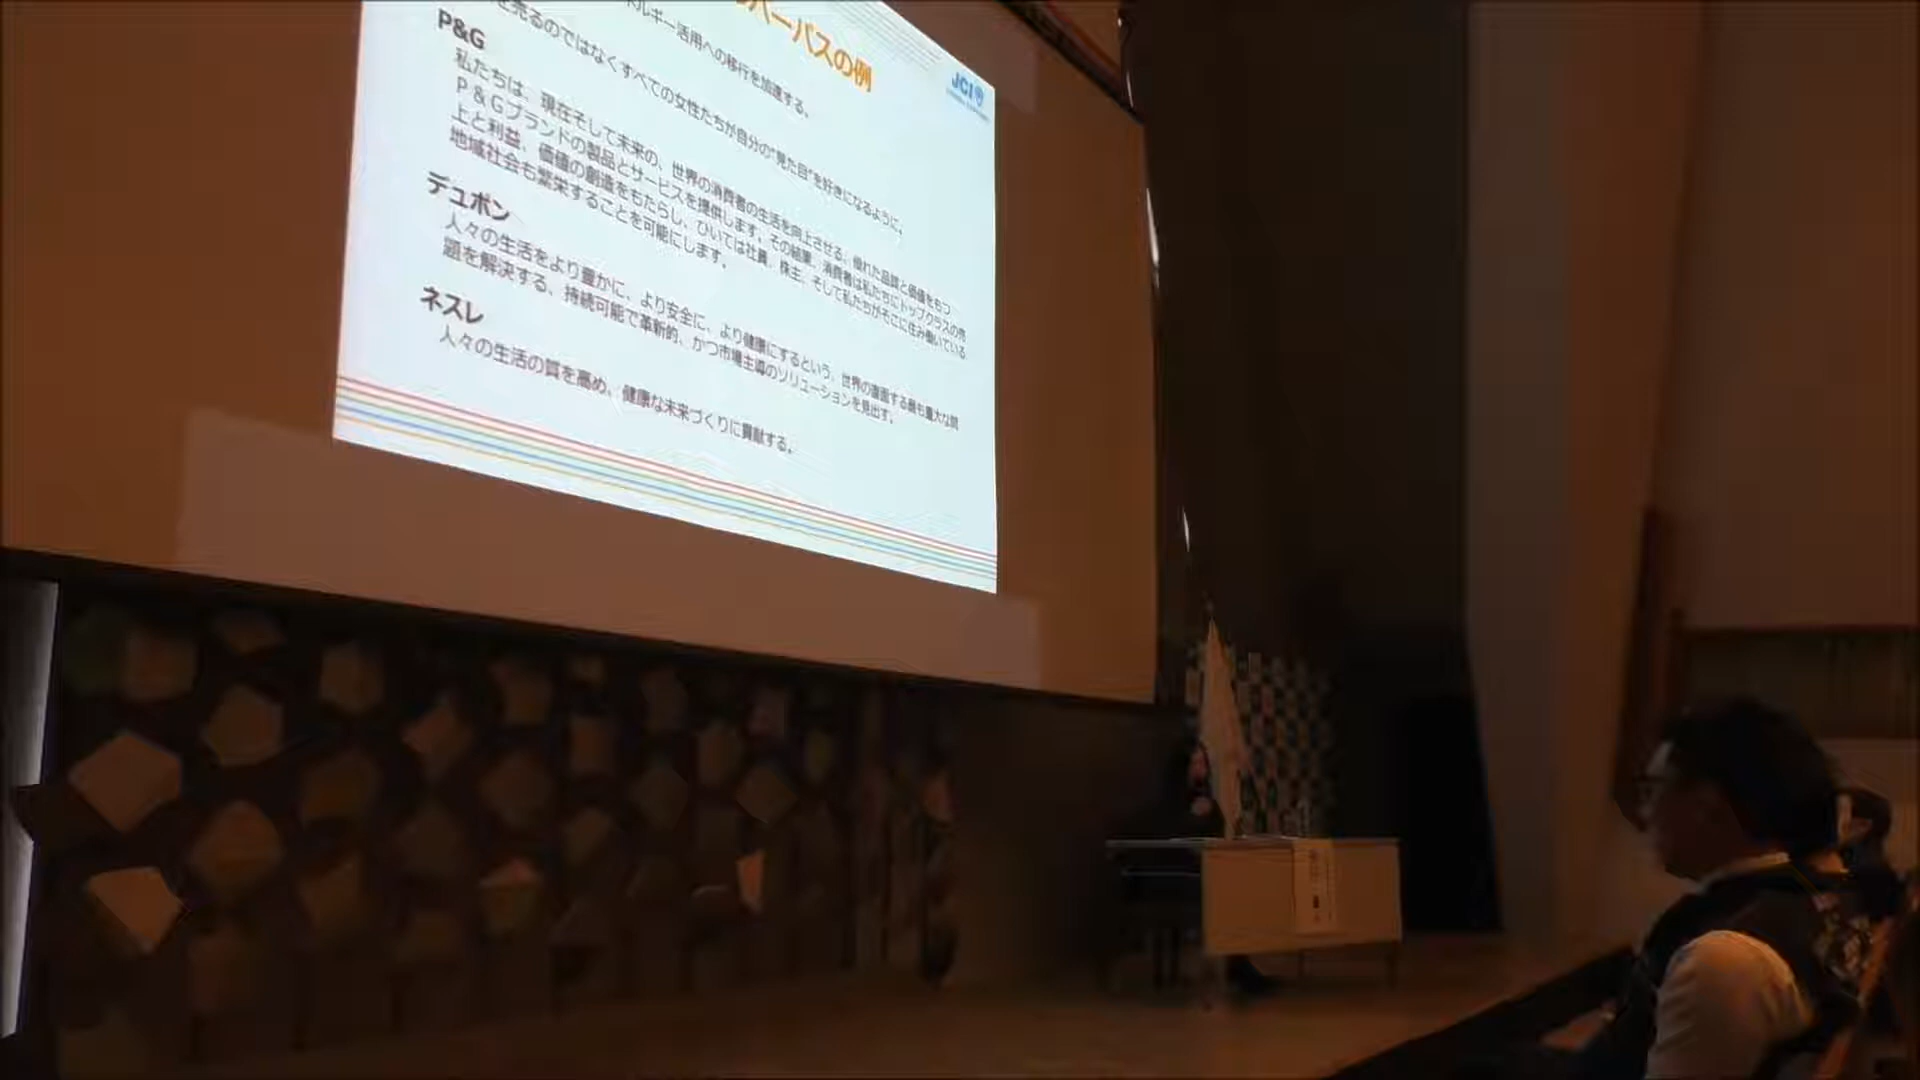 パーパスの例
JCI
ネルギー活用への移行を加速する。
を売るのではなくすべての女性たちが自分の"見た目"を好きになるように。
P&G
私たちは、現在そして未来の、世界の消費者の生活を向上させる、優れた品質と価値をもつ
P&Gブランドの製品とサービスを提供します。その結果、消費者は私たちにトップクラスの売
上と利益、価値の創造をもたらし、ひいては社員、株主、そして私たちがそこに住み働いている
地域社会も繁栄することを可能にします。
デュポン
人々の生活をより豊かに、より安全に、より健康にするという、世界の直面する最も重大な問
題を解決する、持続可能で革新的、かつ市場主導のソリューションを見出す。
ネスレ
人々の生活の質を高め、健康な未来づくりに貢献する。